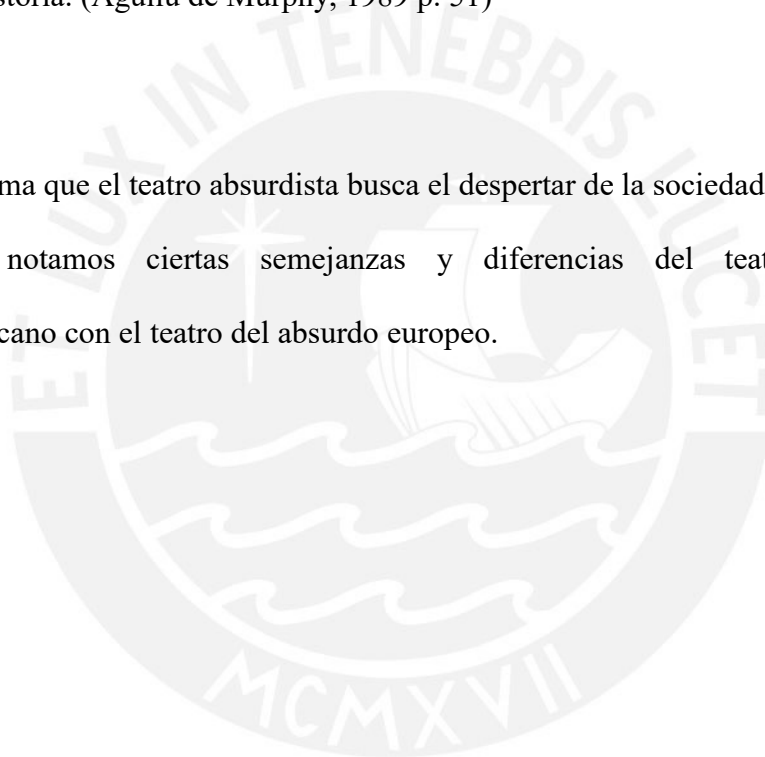 storia. (de Murphy, 1989 p.
ma que el teatro absurdista busca el despertar de la sociedad
notamos ciertas semejanzas y diferencias del teat
cano con el teatro del absurdo europeo.
ET LUX IN TENEBRIS LUCET
MCMXVII